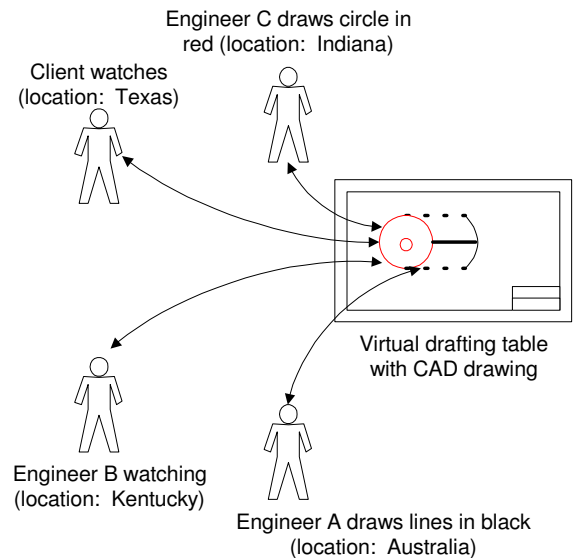 Engineer C draws circle in
red (location: Indiana)
Client watches
(location: Texas)
Virtual drafting table
with CAD drawing
Engineer B watching
(location: Kentucky)
Engineer A draws lines in black
(location: Australia)